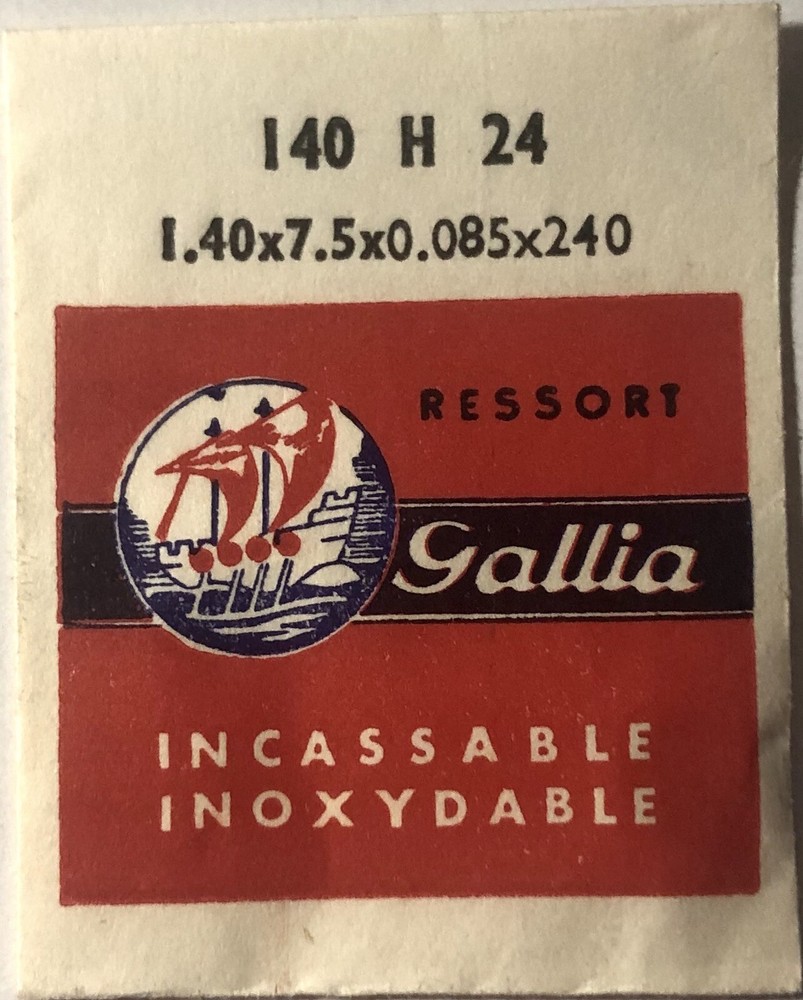 140 H 24
1.40x7.5x0.085x240
RESSORT
Gallia
INCASSABLE
INOXYDABLE